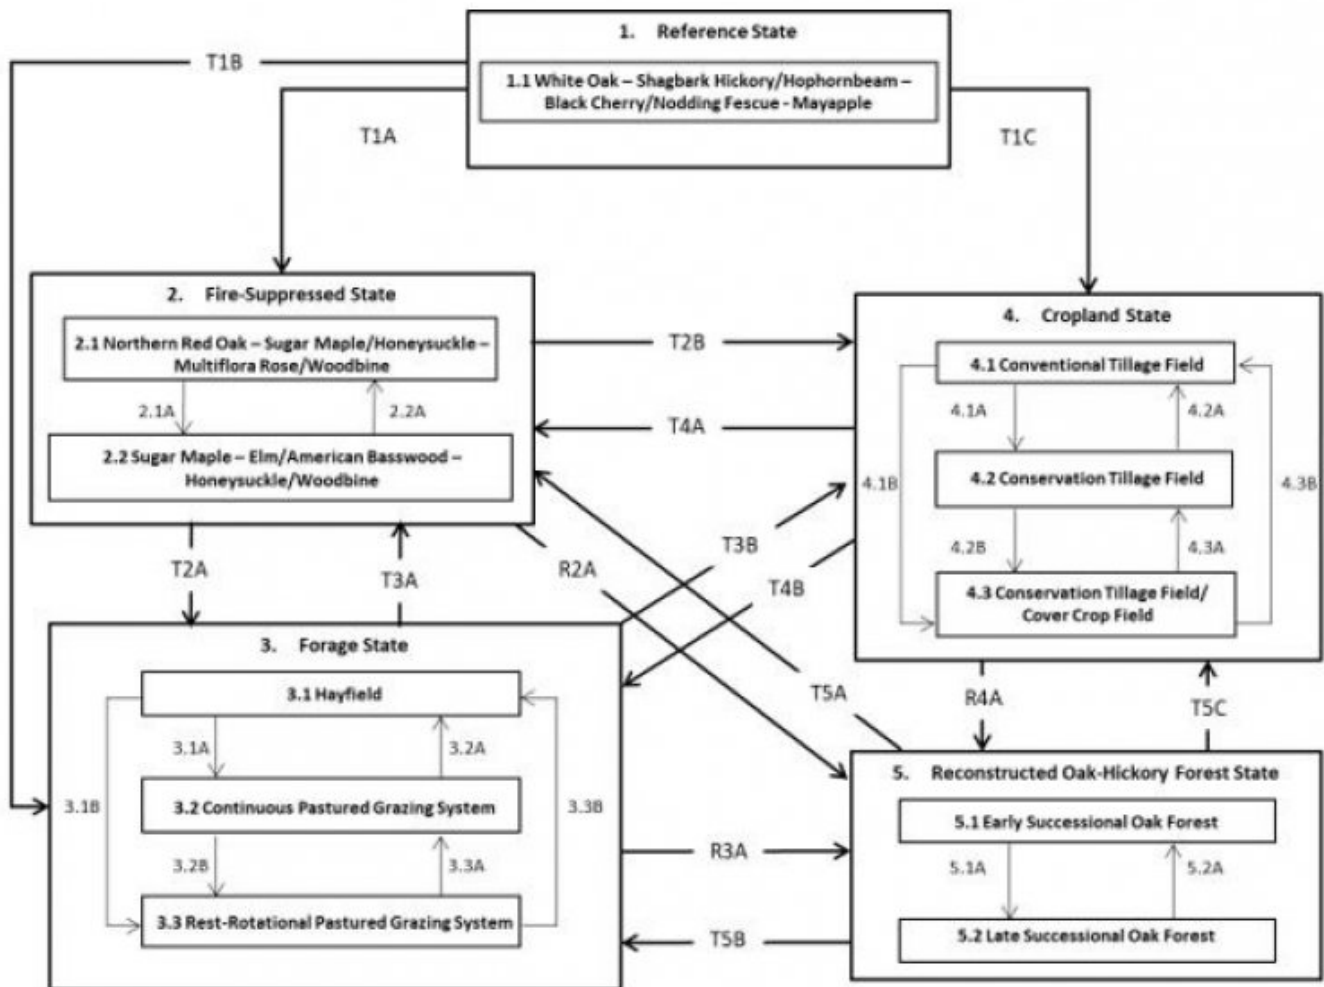 1. Reference State
1.1 White Oak – Shagbark Hickory/Hophornbeam –
Black Cherry/Nodding Fescue - Mayapple
T1B
T1A
T1C
2. Fire-Suppressed State
2.1 Northern Red Oak – Sugar Maple/Honeysuckle –
Multiflora Rose/Woodbine
2.1A
2.2A
2.2 Sugar Maple – Elm/American Basswood –
Honeysuckle/Woodbine
T2B
T4A
4. Cropland State
4.1 Conventional Tillage Field
4.1A
4.2A
4.2 Conservation Tillage Field
4.1B
4.3B
4.2B
4.3A
4.3 Conservation Tillage Field/
Cover Crop Field
T2A
T3A
R2A
T3B
T4B
T5A
R4A
T5C
3. Forage State
3.1 Hayfield
3.1A
3.2A
3.2 Continuous Pastured Grazing System
3.1B
3.3B
3.2B
3.3A
3.3 Rest-Rotational Pastured Grazing System
R3A
T5B
5. Reconstructed Oak-Hickory Forest State
5.1 Early Successional Oak Forest
5.1A
5.2A
5.2 Late Successional Oak Forest